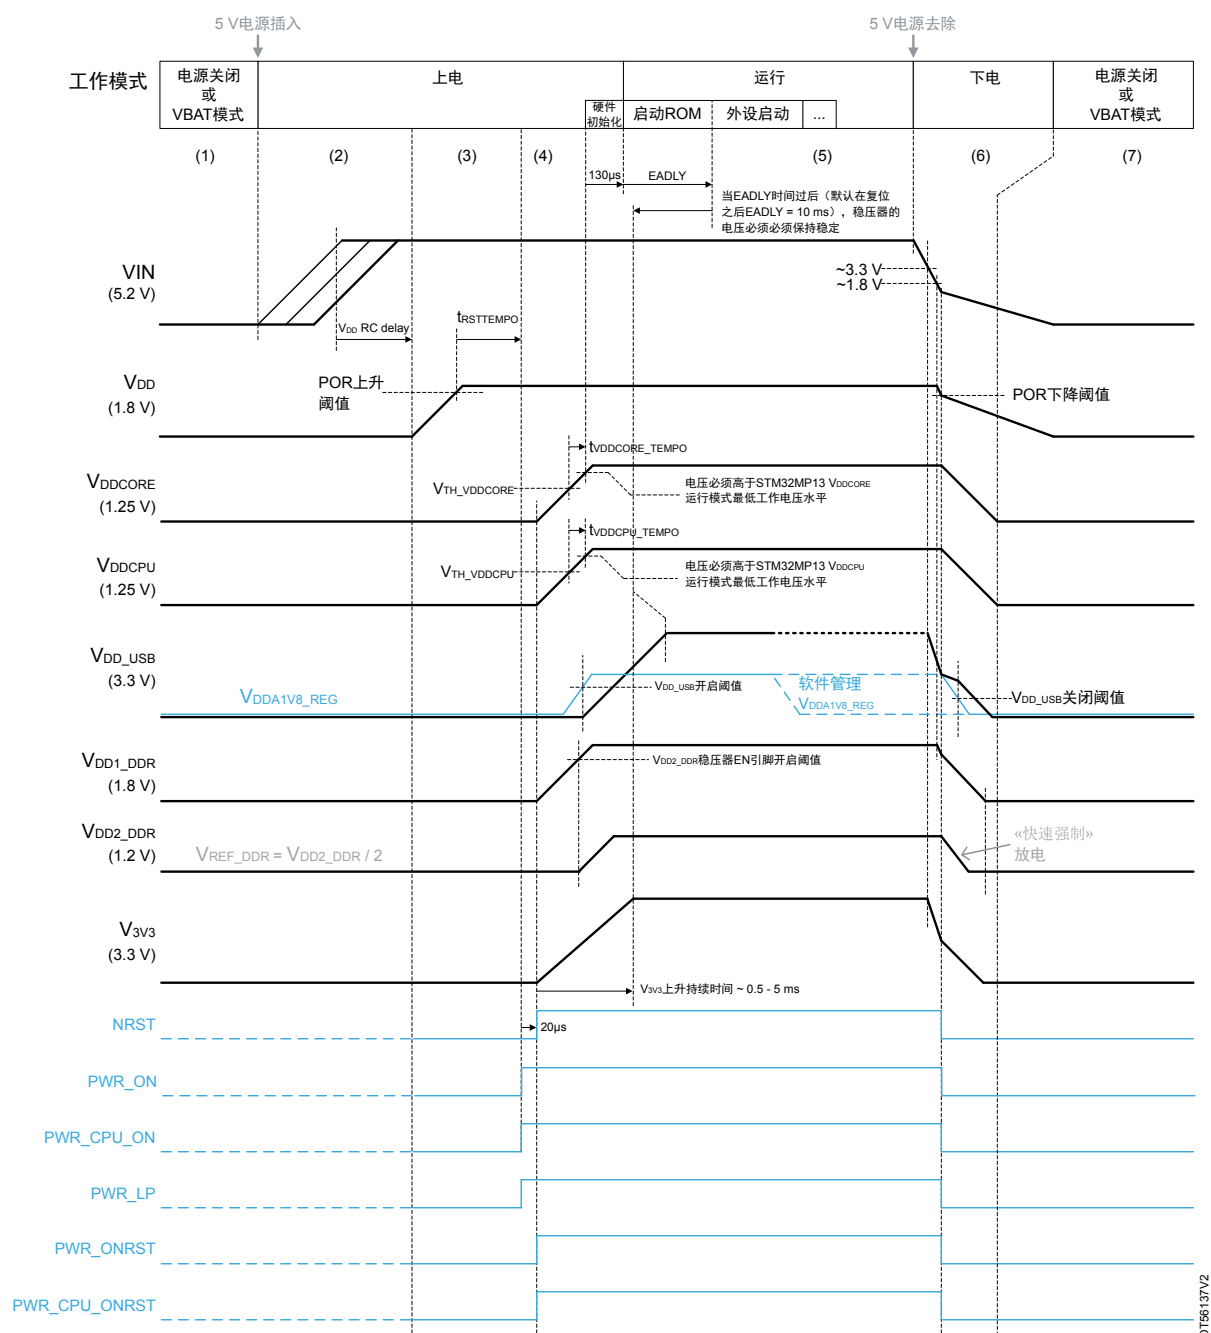 5 V电源插入
5 V电源去除
工作模式
电源关闭
或
VBAT模式
上电
运行
下电
电源关闭
或
VBAT模式
硬件
初始化
启动ROM
外设启动
...
(1)
(2)
(3)
(4)
(5)
(6)
(7)
130µs
EADLY
当EADLY时间过后（默认在复位
之后EADLY = 10 ms），稳压器的
电压必须必须保持稳定
VIN
(5.2 V)
~3.3 V
~1.8 V
VDD RC delay
tRSTTEMPO
VDD
(1.8 V)
POR上升
阈值
POR下降阈值
tVDDCORE_TEMPO
VDDCORE
(1.25 V)
VTH_VDDCORE
电压必须高于STM32MP13 VDDCORE
运行模式最低工作电压水平
tVDDCPU_TEMPO
VDDCPU
(1.25 V)
VTH_VDDCPU
电压必须高于STM32MP13 VDDCPU
运行模式最低工作电压水平
VDD_USB
(3.3 V)
VDDA1V8_REG
VDD_USB开启阈值
软件管理
VDDA1V8_REG
VDD_USB关闭阈值
VDD1_DDR
(1.8 V)
VDD2_DDR稳压器EN引脚开启阈值
VDD2_DDR
(1.2 V)
VREF_DDR = VDD2_DDR / 2
«快速强制»
放电
V3V3
(3.3 V)
V3V3上升持续时间 ~ 0.5 - 5 ms
NRST
20µs
PWR_ON
PWR_CPU_ON
PWR_LP
PWR_ONRST
PWR_CPU_ONRST
DT56137V2